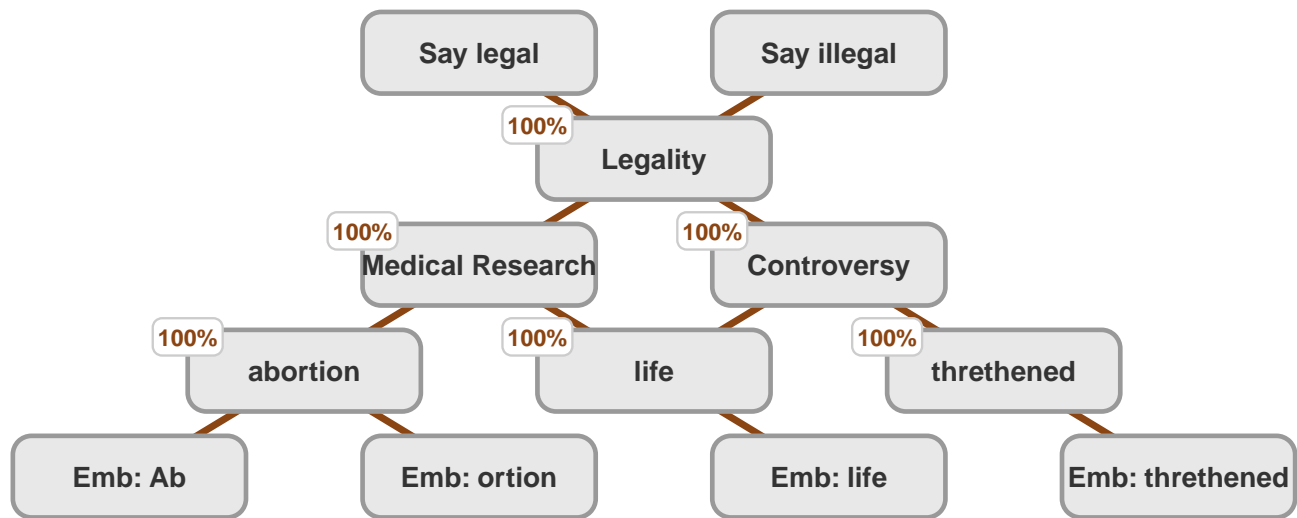 Say legal
Say illegal
100%
Legality
100%
Medical Research
100%
Controversy
100%
abortion
100%
life
100%
threthened
Emb: Ab
Emb: ortion
Emb: life
Emb: threthened